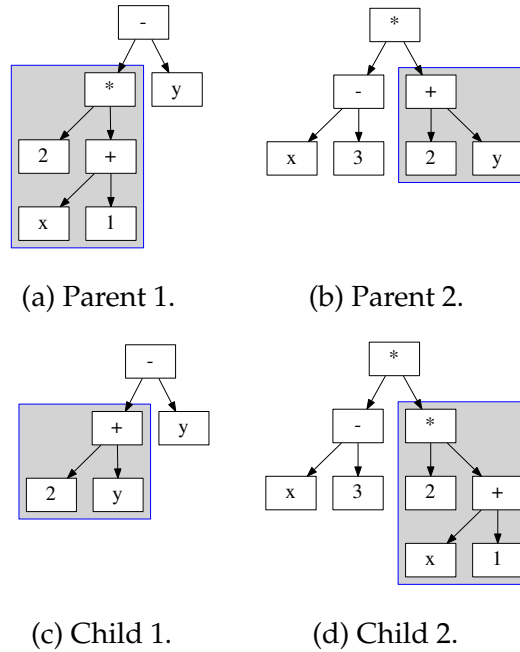 - *
* y - +
2 + x 3 2 y
x 1
(a) Parent 1. (b) Parent 2.
- *
+ y - *
2 y x 3 2 +
x 1
(c) Child 1. (d) Child 2.